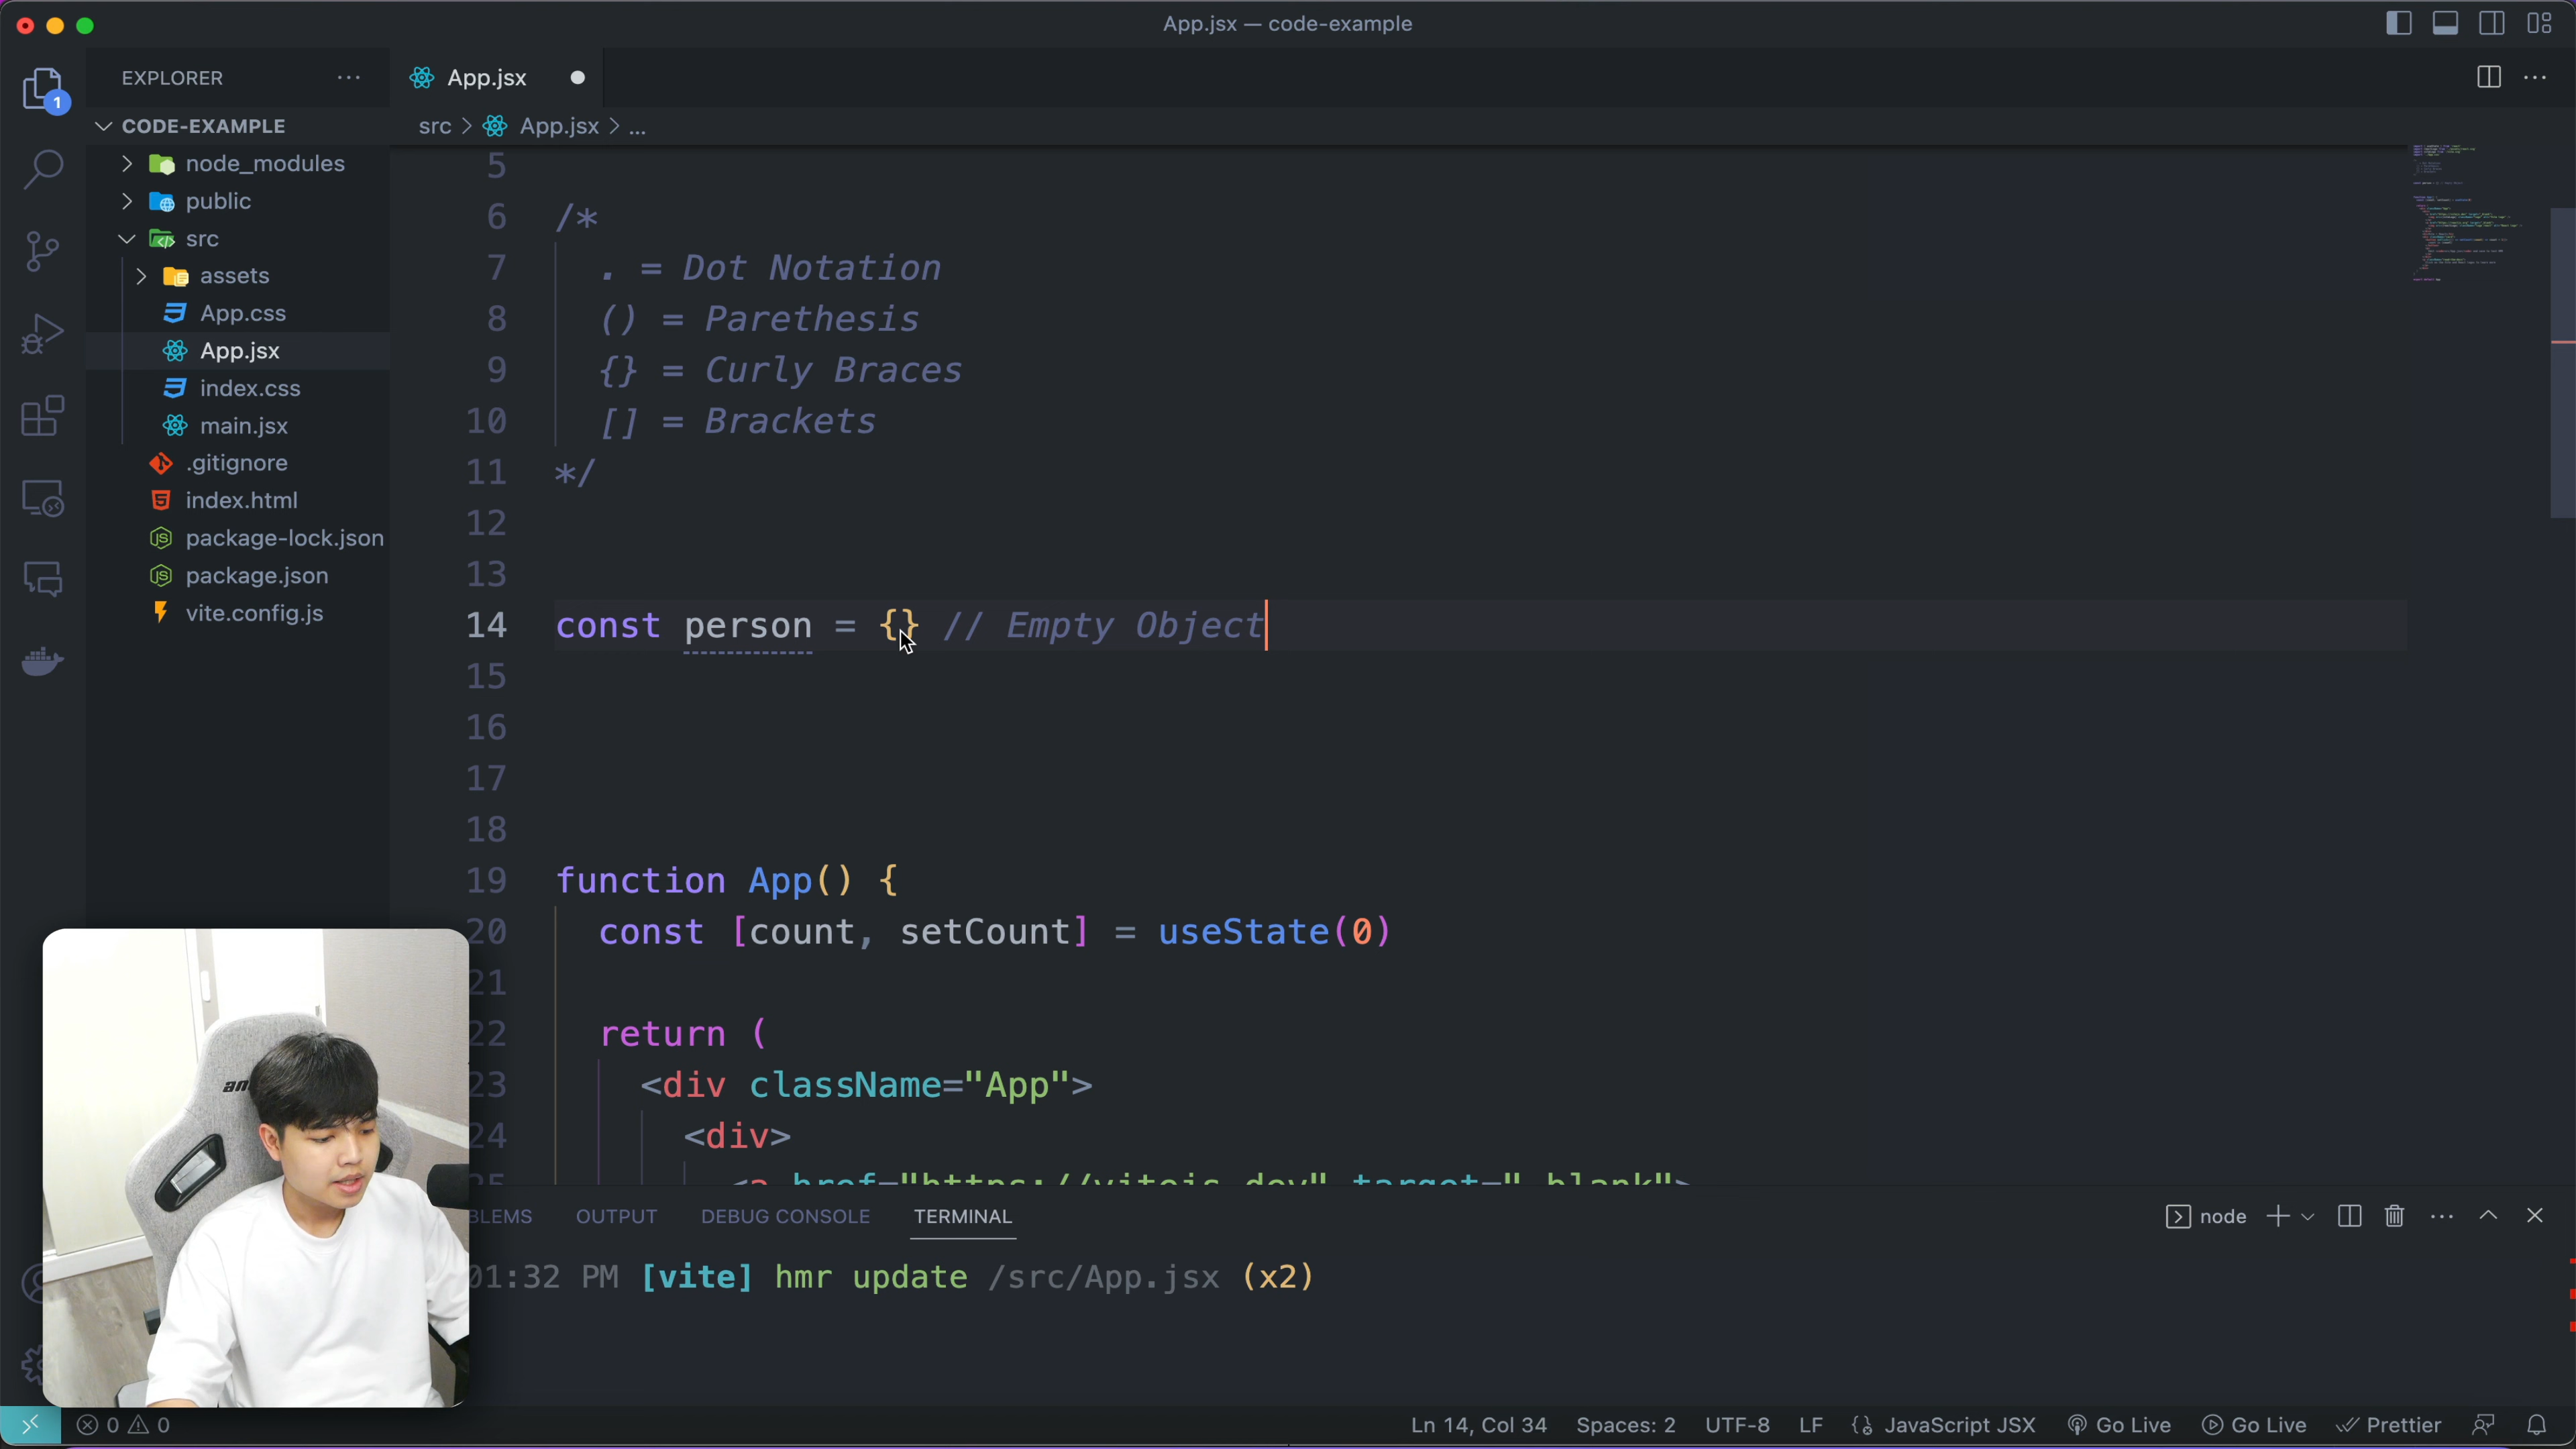 App.jsx — code-example
EXPLORER
1
CODE-EXAMPLE
node_modules
public
src
assets
App.css
App.jsx
index.css
main.jsx
.gitignore
index.html
package-lock.json
package.json
vite.config.js
App.jsx
src > App.jsx > ...
5
6 /*
7 . = Dot Notation
8 () = Parethesis
9 {} = Curly Braces
10 [] = Brackets
11 */
12
13
14 const person = {} // Empty Object
15
16
17
18
19 function App() {
20 const [count, setCount] = useState(0)
21
22 return (
23 <div className="App">
24 <div>
25 <a href="https://vitejs.dev" target="_blank">
BLEMS OUTPUT DEBUG CONSOLE TERMINAL
node
01:32 PM [vite] hmr update /src/App.jsx (x2)
0 0
Ln 14, Col 34 Spaces: 2 UTF-8 LF JavaScript JSX Go Live Go Live Prettier